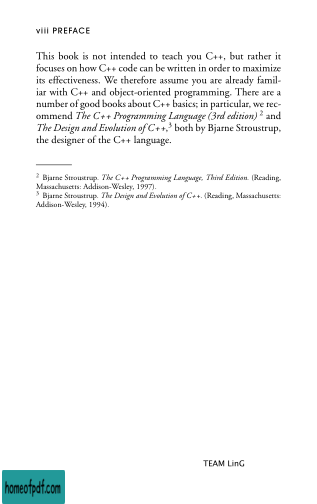 viii PREFACE
This book is not intended to teach you C++, but rather it
focuses on how C++ code can be written in order to maximize
its effectiveness. We therefore assume you are already famil-
iar with C++ and object-oriented programming. There are a
number of good books about C++ basics; in particular, we rec-
ommend The C++ Programming Language (3rd edition) 2 and
The Design and Evolution of C++,3 both by Bjarne Stroustrup,
the designer of the C++ language.
2 Bjarne Stroustrup. The C++ Programming Language, Third Edition. (Reading,
Massachusetts: Addison-Wesley, 1997).
3 Bjarne Stroustrup. The Design and Evolution of C++. (Reading, Massachusetts:
Addison-Wesley, 1994).
TEAM LinG
homeofpdf.com